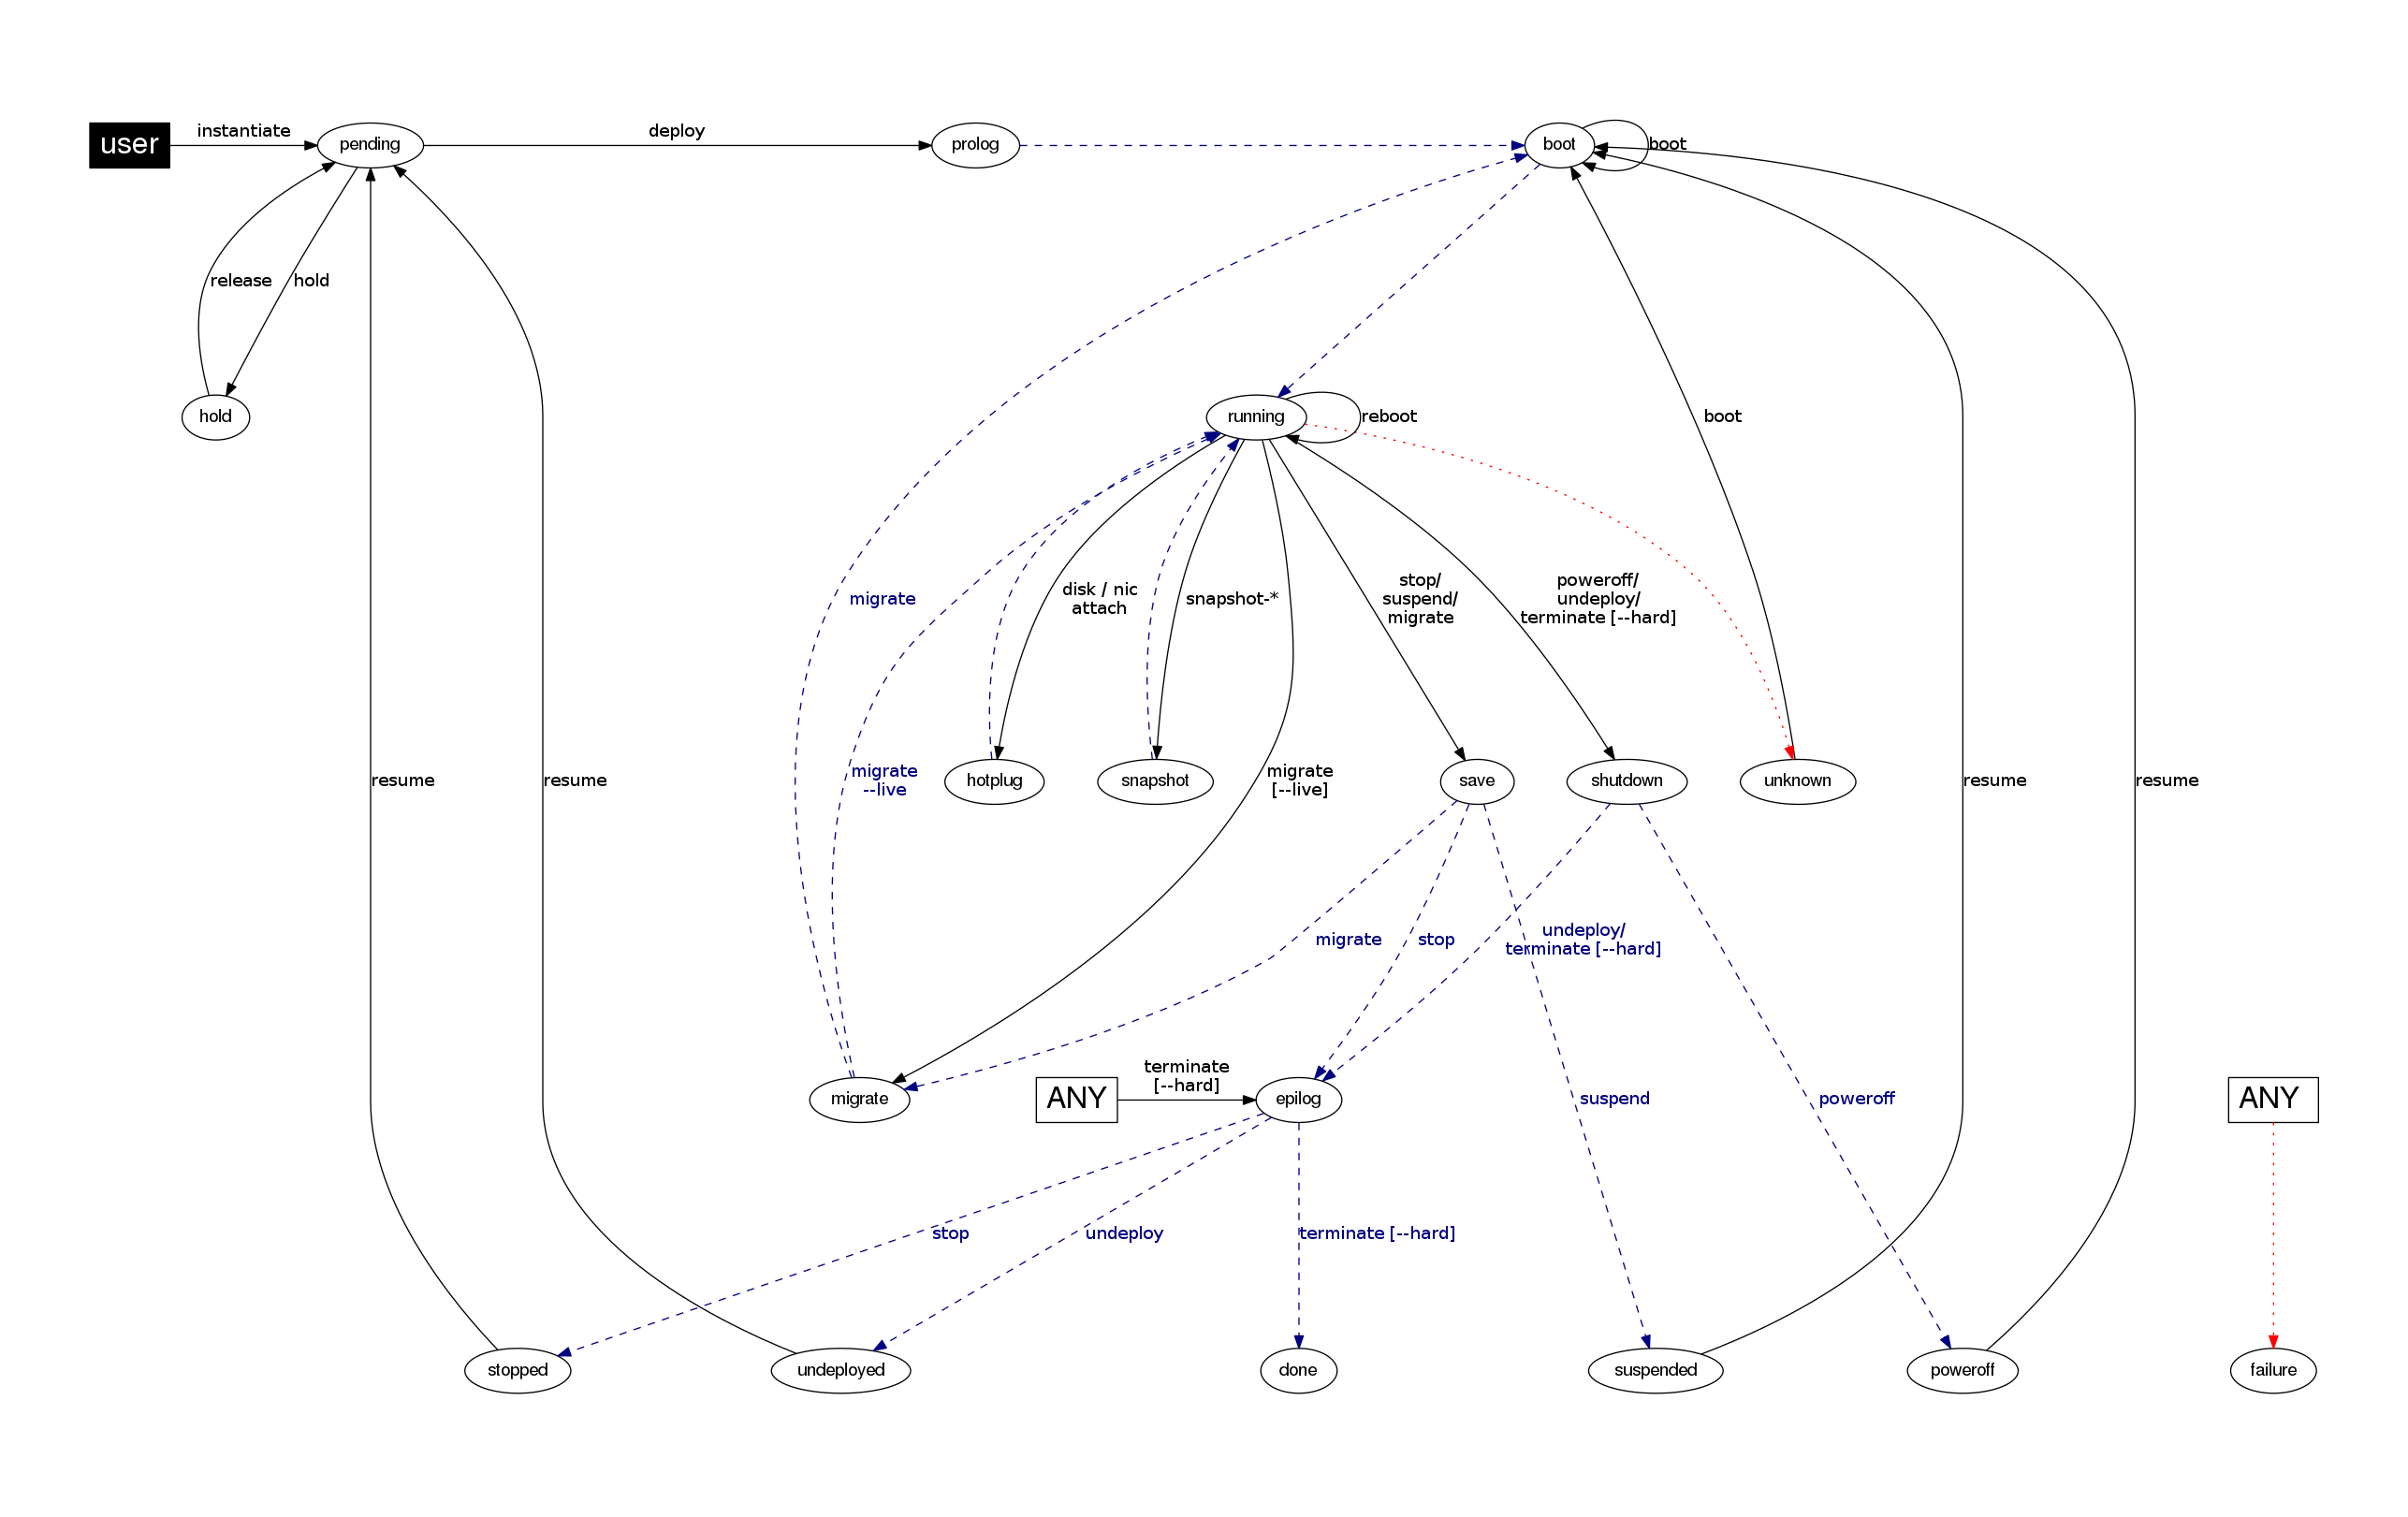 instantiate
deploy
user
pending
prolog
boot
boot
release
hold
hold
running
reboot
boot
stop/
suspend/
migrate
poweroff/
undeploy/
terminate [--hard]
disk / nic
attach
migrate
snapshot-*
resume
resume
migrate
--live
hotplug
snapshot
migrate
[--live]
save
shutdown
unknown
resume
resume
migrate
stop
undeploy/
terminate [--hard]
terminate
[--hard]
migrate
ANY
epilog
suspend
poweroff
ANY
stop
undeploy
terminate [--hard]
stopped
undeployed
done
suspended
poweroff
failure